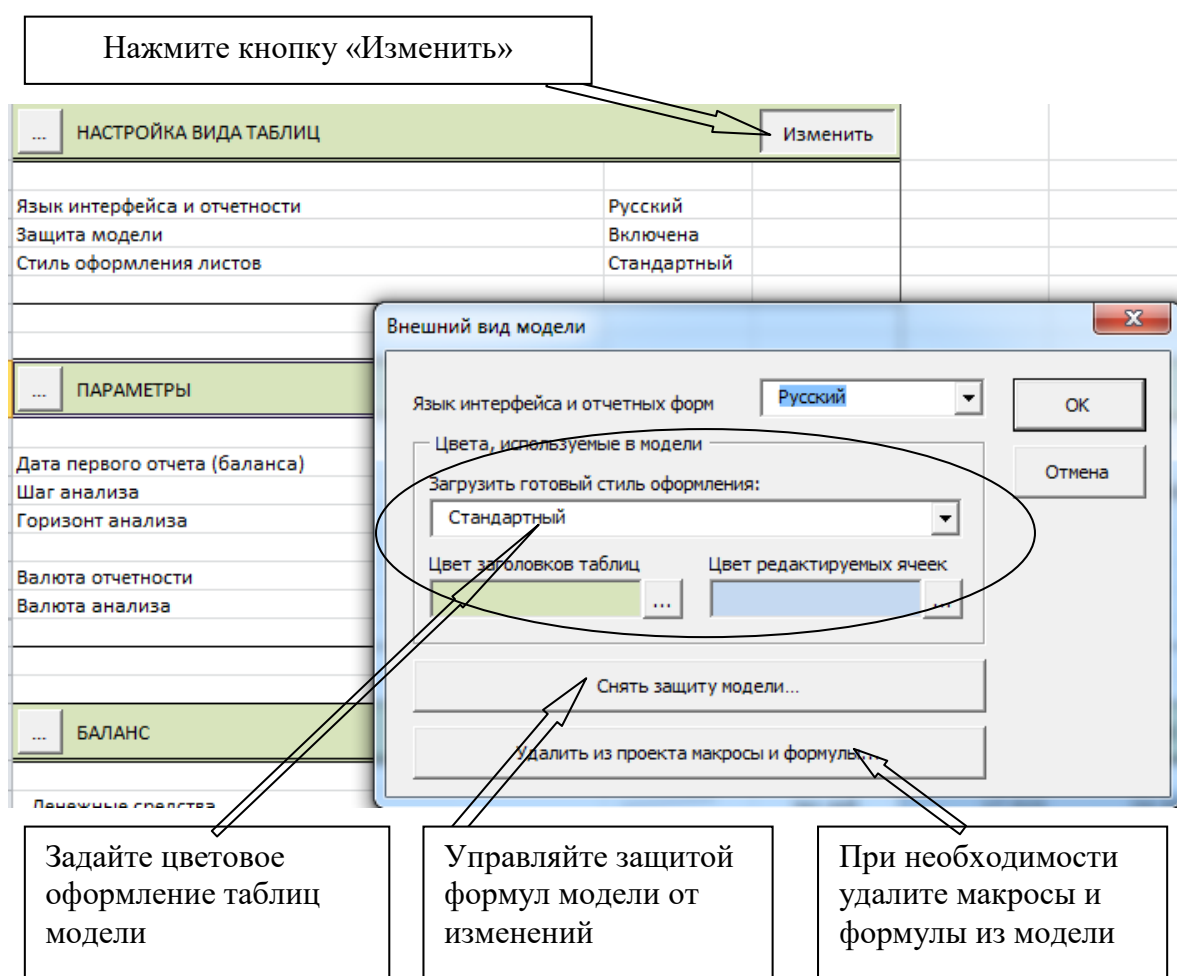 Нажмите кнопку «Изменить»
... НАСТРОЙКА ВИДА ТАБЛИЦ Изменить
Язык интерфейса и отчетности Русский
Защита модели Включена
Стиль оформления листов Стандартный
Внешний вид модели
... ПАРАМЕТРЫ
Язык интерфейса и отчетных форм Русский OK
Цвета, используемые в модели
Дата первого отчета (баланса)
Отмена
Шаг анализа
Загрузить готовый стиль оформления:
Горизонт анализа
Стандартный
Цвет заголовков таблиц Цвет редактируемых ячеек
Валюта отчетности
... ...
Валюта анализа
Снять защиту модели...
... БАЛАНС
Удалить из проекта макросы и формулы...
Денежные средства
Задайте цветовое
оформление таблиц
модели
Управляйте защитой
формул модели от
изменений
При необходимости
удалите макросы и
формулы из модели